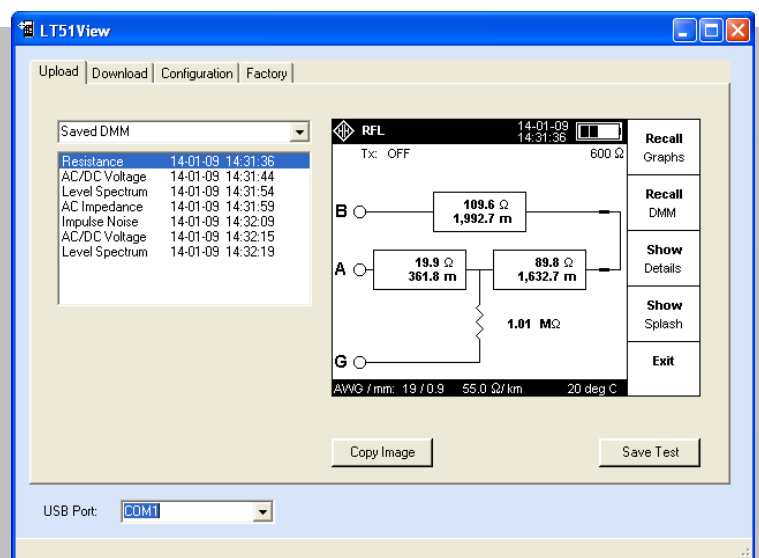 LT51View
Upload Download Configuration Factory
Saved DMM
Resistance 14-01-09 14:31:36
AC/DC Voltage 14-01-09 14:31:44
Level Spectrum 14-01-09 14:31:54
AC Impedance 14-01-09 14:31:59
Impulse Noise 14-01-09 14:32:09
AC/DC Voltage 14-01-09 14:32:15
Level Spectrum 14-01-09 14:32:19
RFL 14-01-09
14:31:36
Tx: OFF 600 Ω
B 109.6 Ω
1,992.7 m
A 19.9 Ω 89.8 Ω
361.8 m 1,632.7 m
1.01 MΩ
G
AWG / mm: 19 / 0.9 55.0 Ω/ km 20 deg C
Recall
Graphs
Recall
DMM
Show
Details
Show
Splash
Exit
Copy Image Save Test
USB Port: COM1